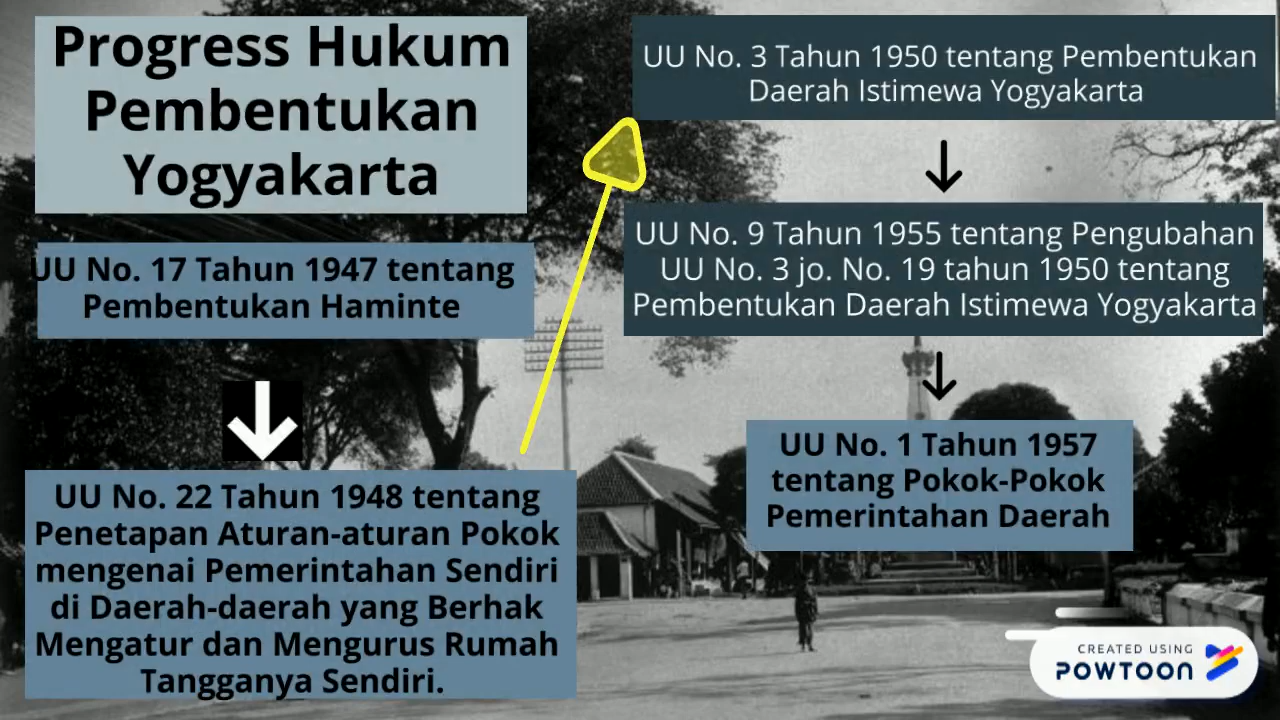 Progress Hukum
Pembentukan
Yogyakarta
UU No. 17 Tahun 1947 tentang
Pembentukan Haminte
UU No. 22 Tahun 1948 tentang
Penetapan Aturan-aturan Pokok
mengenai Pemerintahan Sendiri
di Daerah-daerah yang Berhak
Mengatur dan Mengurus Rumah
Tangganya Sendiri.
UU No. 3 Tahun 1950 tentang Pembentukan
Daerah Istimewa Yogyakarta
UU No. 9 Tahun 1955 tentang Pengubahan
UU No. 3 jo. No. 19 tahun 1950 tentang
Pembentukan Daerah Istimewa Yogyakarta
UU No. 1 Tahun 1957
tentang Pokok-Pokok
Pemerintahan Daerah
CREATED USING
POWTOON